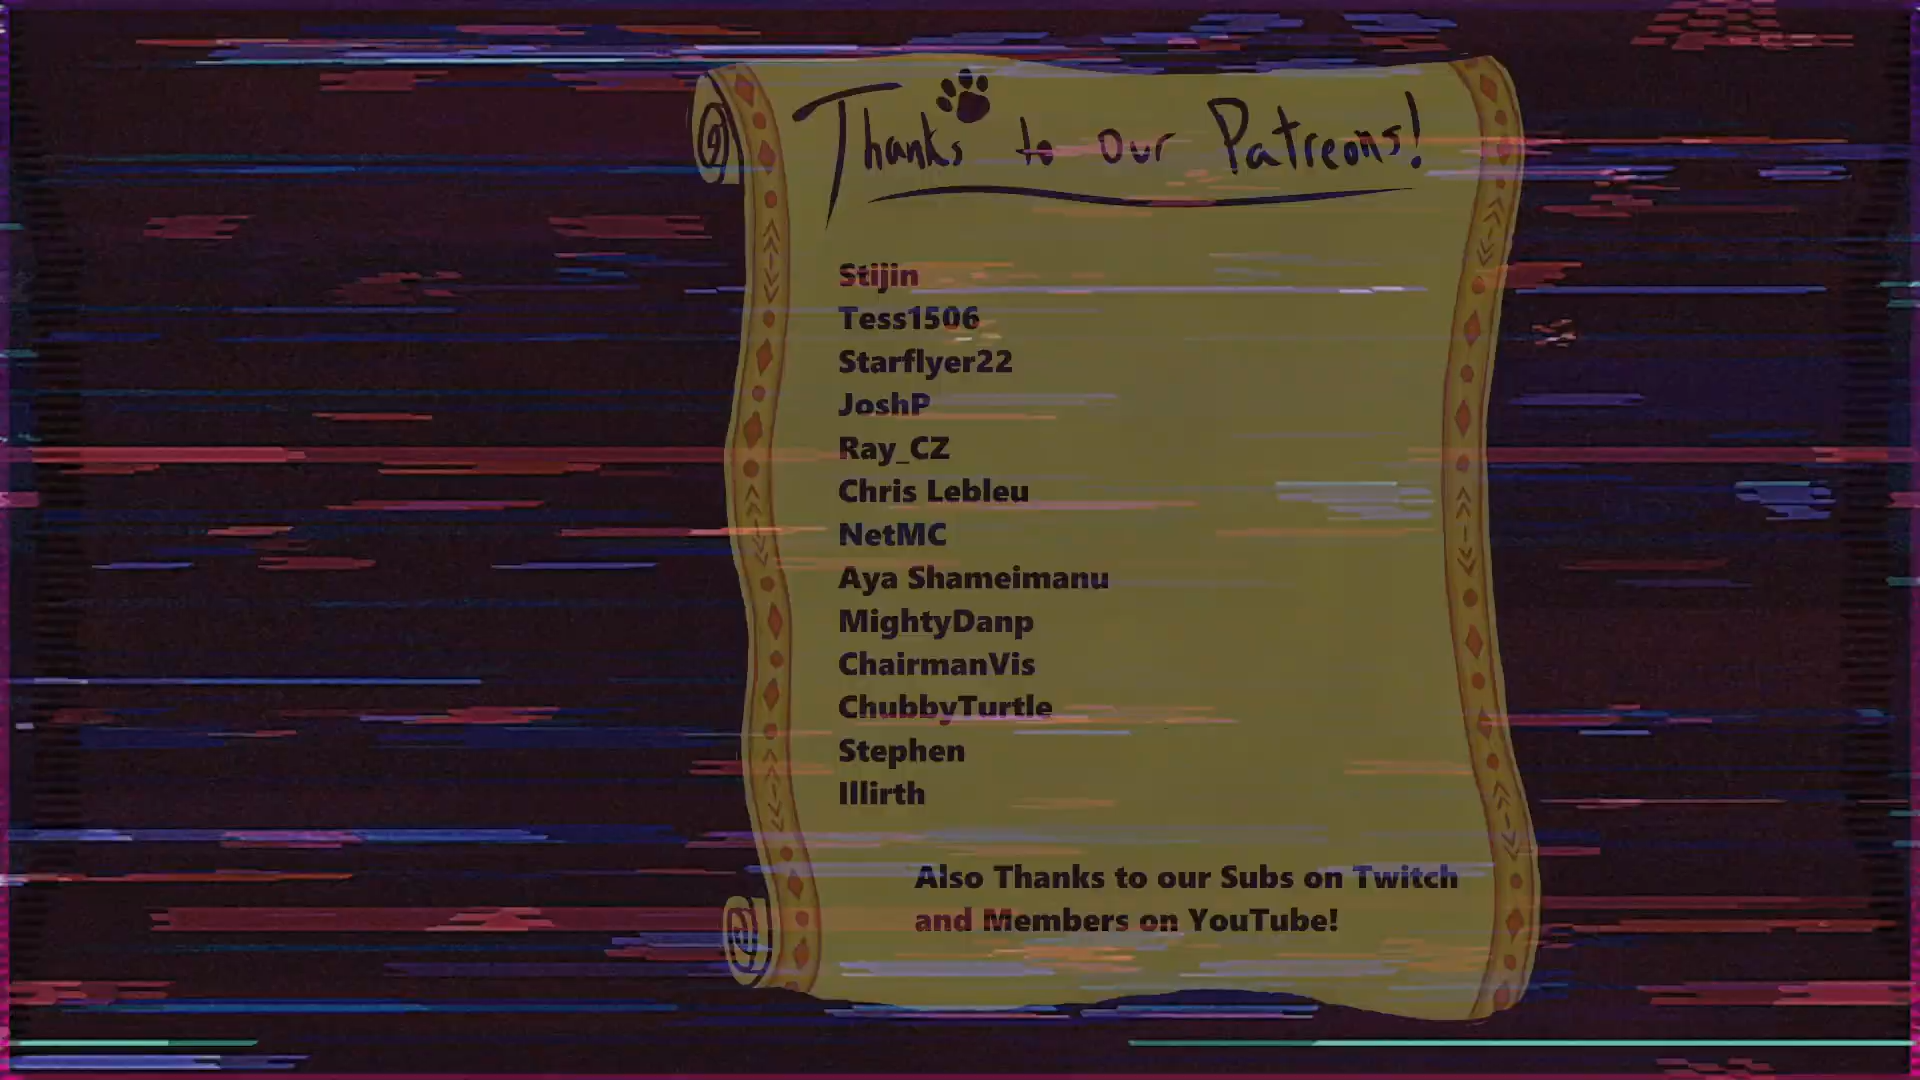 Thanks to our Patreons!
Stijin
Tess1506
Starflyer22
JoshP
Ray_CZ
Chris Lebleu
NetMC
Aya Shameimanu
MightyDanp
ChairmanVis
ChubbyTurtle
Stephen
Illirth
Also Thanks to our Subs on Twitch
and Members on YouTube!